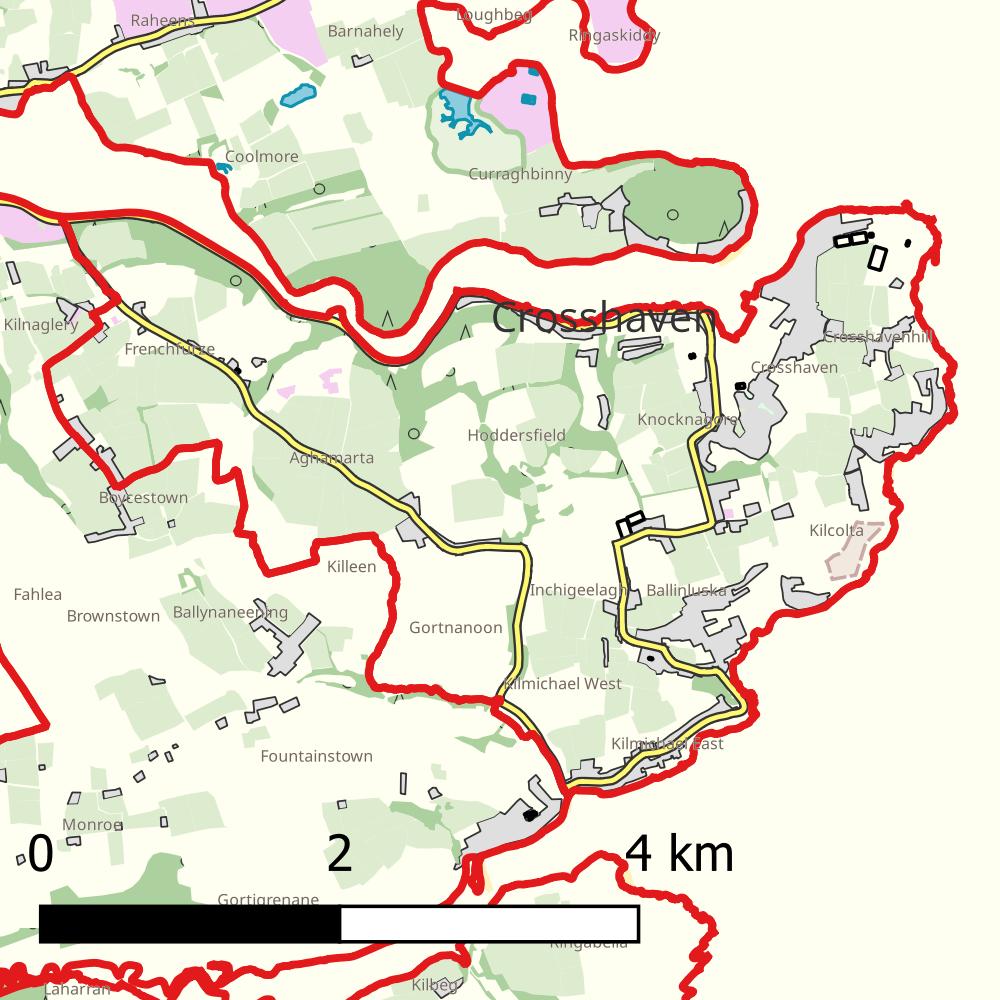 Loughbeg
Raheens
Barnahely
Ringaskiddy
Coolmore
Curraghbinny
Crosshaven
Kilnaglery
Crosshavenhill
Frenchfurze
Crosshaven
Knocknagore
Hoddersfield
Aghamarta
Boycestown
Kilcolta
Killeen
Fahlea
Inchigeelagh
Ballinluska
Brownstown
Ballynaneening
Gortnanoon
Kilmichael West
Kilmichael East
Fountainstown
Monroe
0 2 4 km
Gortigrenane
Ringabella
Kilbeg
Laharran